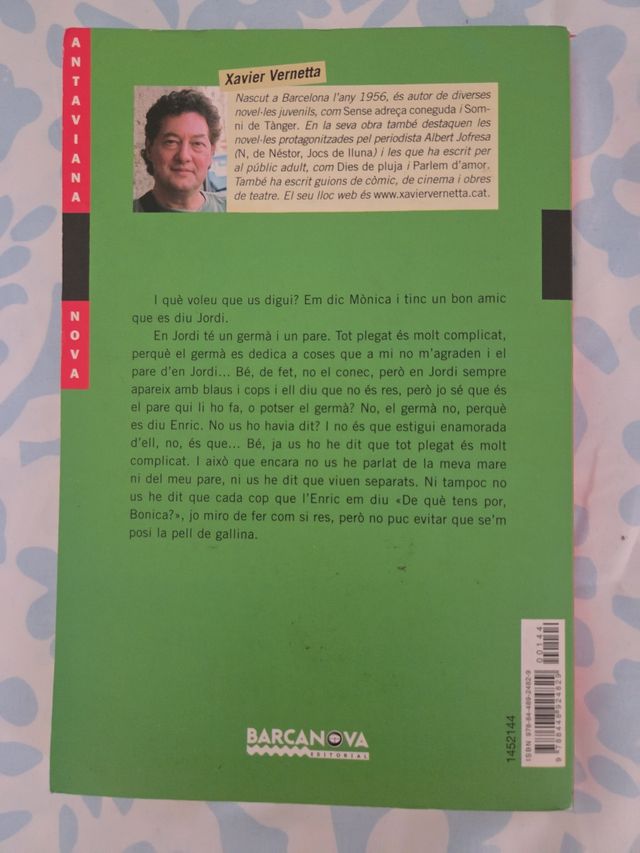 ANTAVIANA
NOVA
Xavier Vernetta
Nascut a Barcelona l'any 1956, és autor de diverses
novel·les juvenils, com Sense adreça coneguda i Som-
ni de Tànger. En la seva obra també destaquen les
novel·les protagonitzades pel periodista Albert Jofresa
(N, de Néstor, Jocs de lluna) i les que ha escrit per
al públic adult, com Dies de pluja i Parlem d'amor.
També ha escrit guions de còmic, de cinema i obres
de teatre. El seu lloc web és www.xaviervernetta.cat.
I què voleu que us digui? Em dic Mònica i tinc un bon amic
que es diu Jordi.
En Jordi té un germà i un pare. Tot plegat és molt complicat,
perquè el germà es dedica a coses que a mi no m'agraden i el
pare d'en Jordi... Bé, de fet, no el conec, però en Jordi sempre
apareix amb blaus i cops i ell diu que no és res, però jo sé que és
el pare qui li ho fa, o potser el germà? No, el germà no, perquè
es diu Enric. No us ho havia dit? I no és que estigui enamorada
d'ell, no, és que... Bé, ja us ho he dit que tot plegat és molt
complicat. I això que encara no us he parlat de la meva mare
ni del meu pare, ni us he dit que viuen separats. Ni tampoc no
us he dit que cada cop que l'Enric em diu «De què tens por,
Bonica?», jo miro de fer com si res, però no puc evitar que se'm
posi la pell de gallina.
BARCANOVA
EDITORIAL
1452144
ISBN 978-84-489-2482-9
9 788448 924829
00144